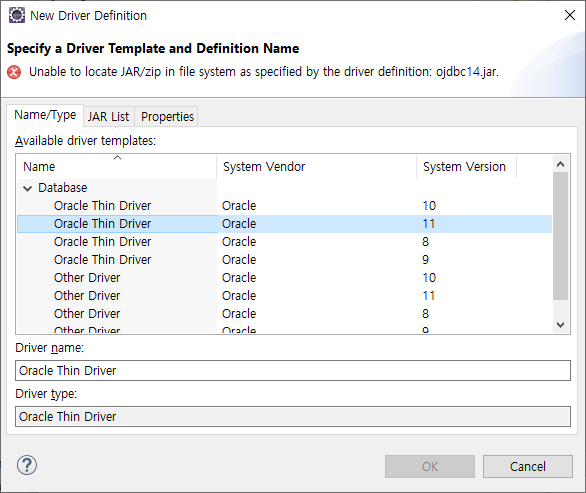 New Driver Definition
Specify a Driver Template and Definition Name
Unable to locate JAR/zip in file system as specified by the driver definition: ojdbc14.jar.
Name/Type JAR List Properties
Available driver templates:
Name System Vendor System Version
Database
Oracle Thin Driver Oracle 10
Oracle Thin Driver Oracle 11
Oracle Thin Driver Oracle 8
Oracle Thin Driver Oracle 9
Other Driver Oracle 10
Other Driver Oracle 11
Other Driver Oracle 8
Other Driver Oracle 9
Driver name:
Oracle Thin Driver
Driver type:
Oracle Thin Driver
OK Cancel